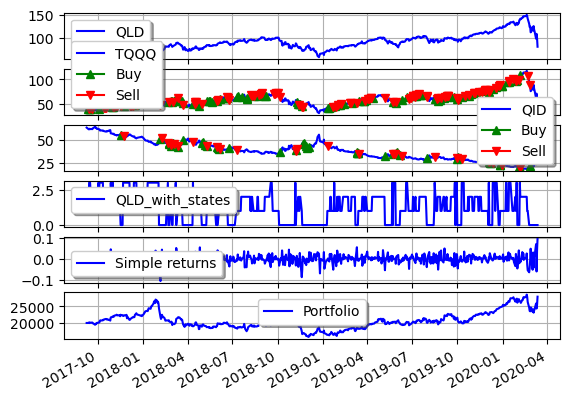 150
100
QLD
TQQQ
Buy
Sell
100
50
QID
Buy
Sell
50
25
2.5
0.0
QLD_with_states
0.1
0.0
-0.1
Simple returns
25000
20000
Portfolio
2017-10
2018-01
2018-04
2018-07
2018-10
2019-01
2019-04
2019-07
2019-10
2020-01
2020-04